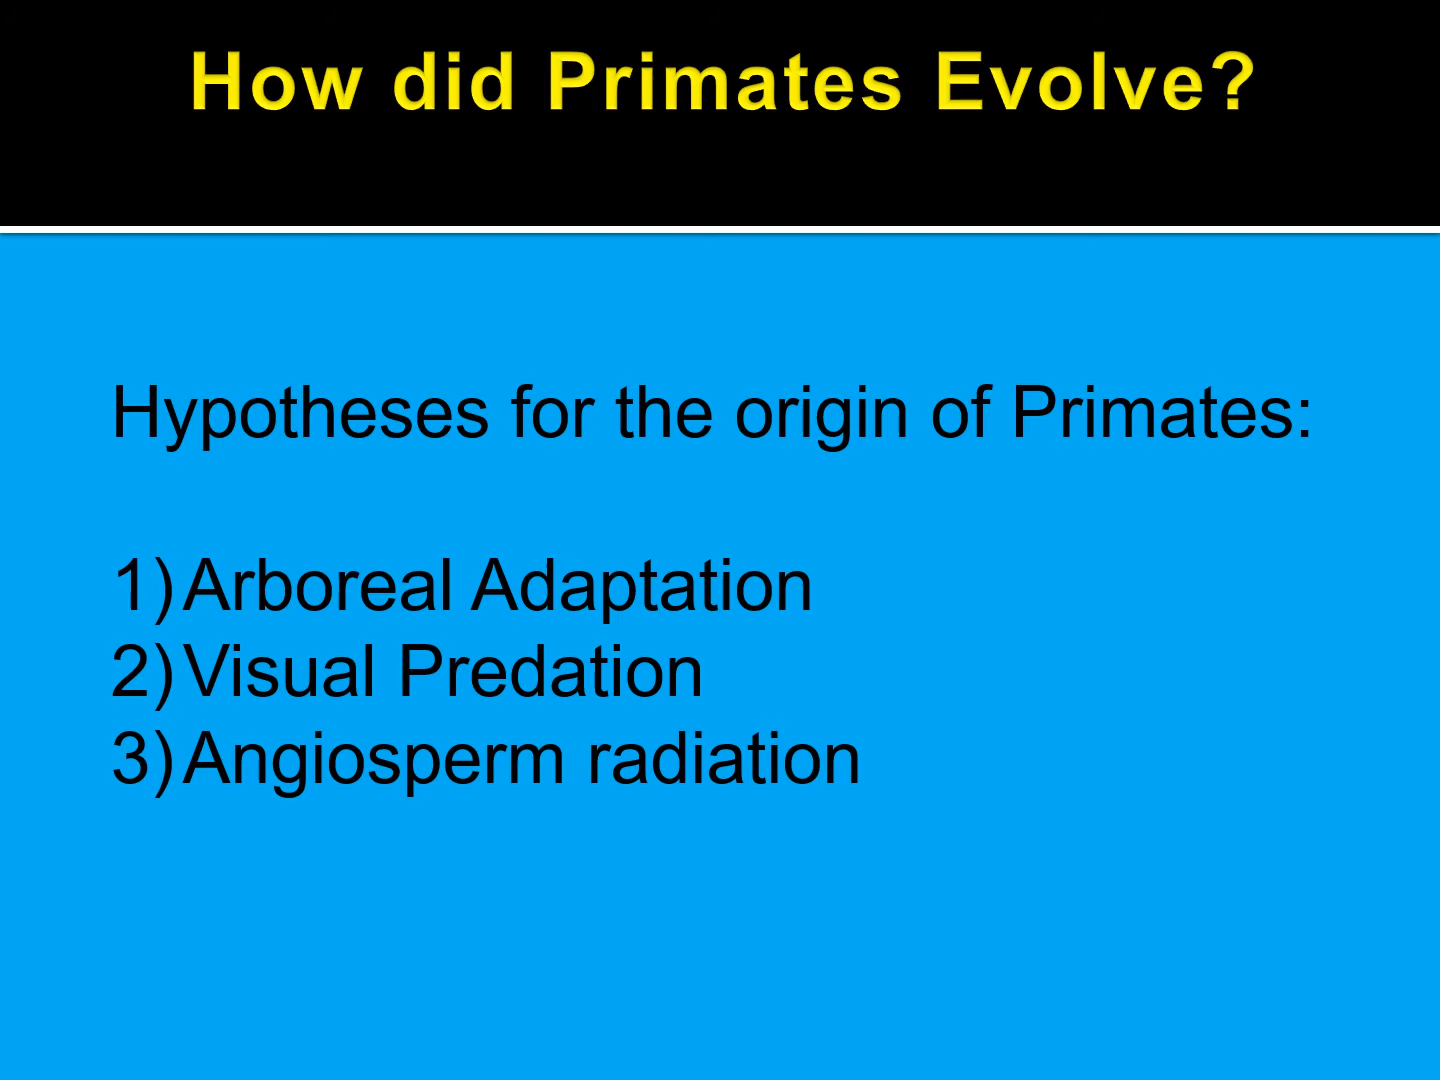 How did Primates Evolve?
Hypotheses for the origin of Primates:
1) Arboreal Adaptation
2) Visual Predation
3) Angiosperm radiation